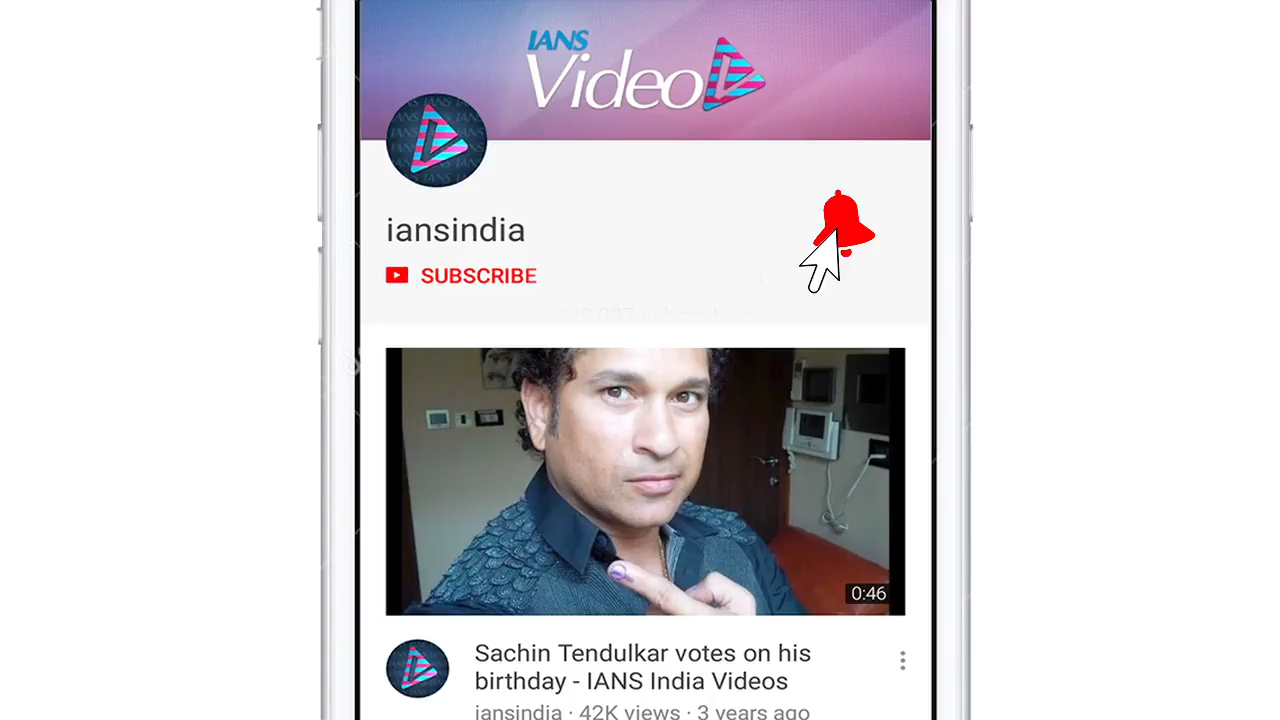 IANS
Video
iansindia
SUBSCRIBE
0:46
Sachin Tendulkar votes on his
birthday - IANS India Videos
iansindia · 42K views · 3 years ago